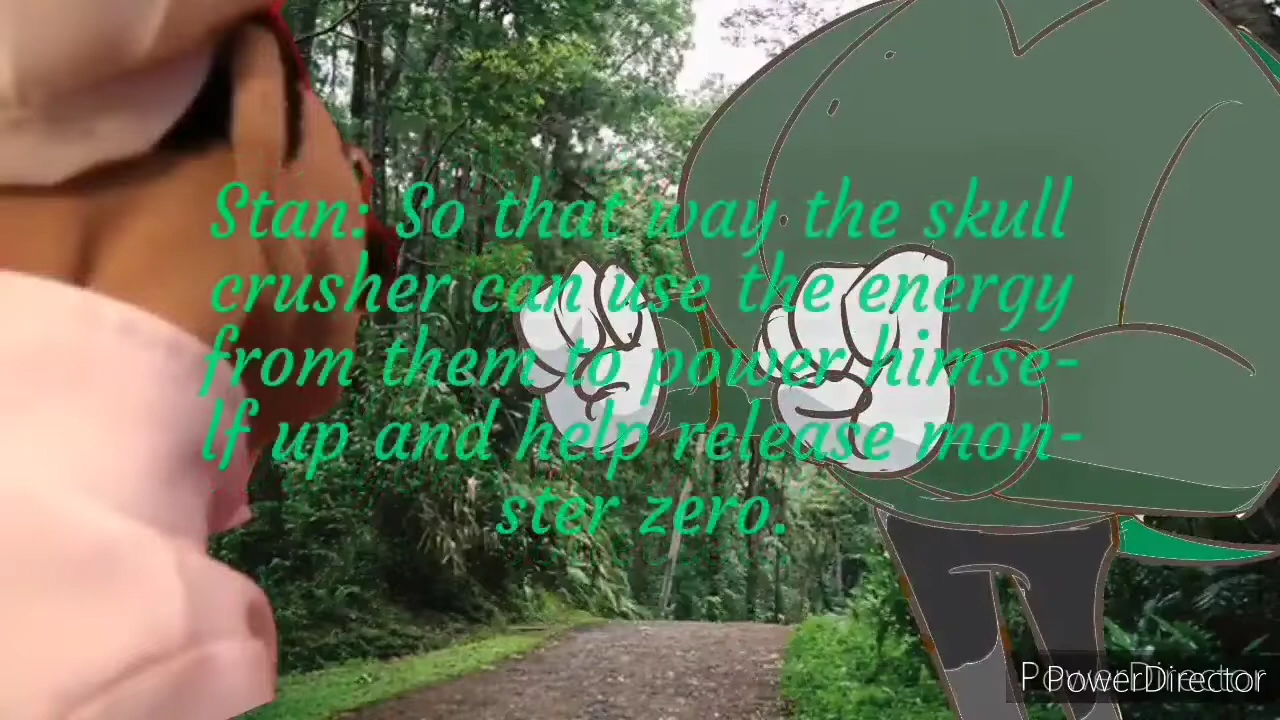 Stan: So that way the skull
crusher can use the energy
from them to power himse-
lf up and help release mon-
ster zero.
PowerDirector